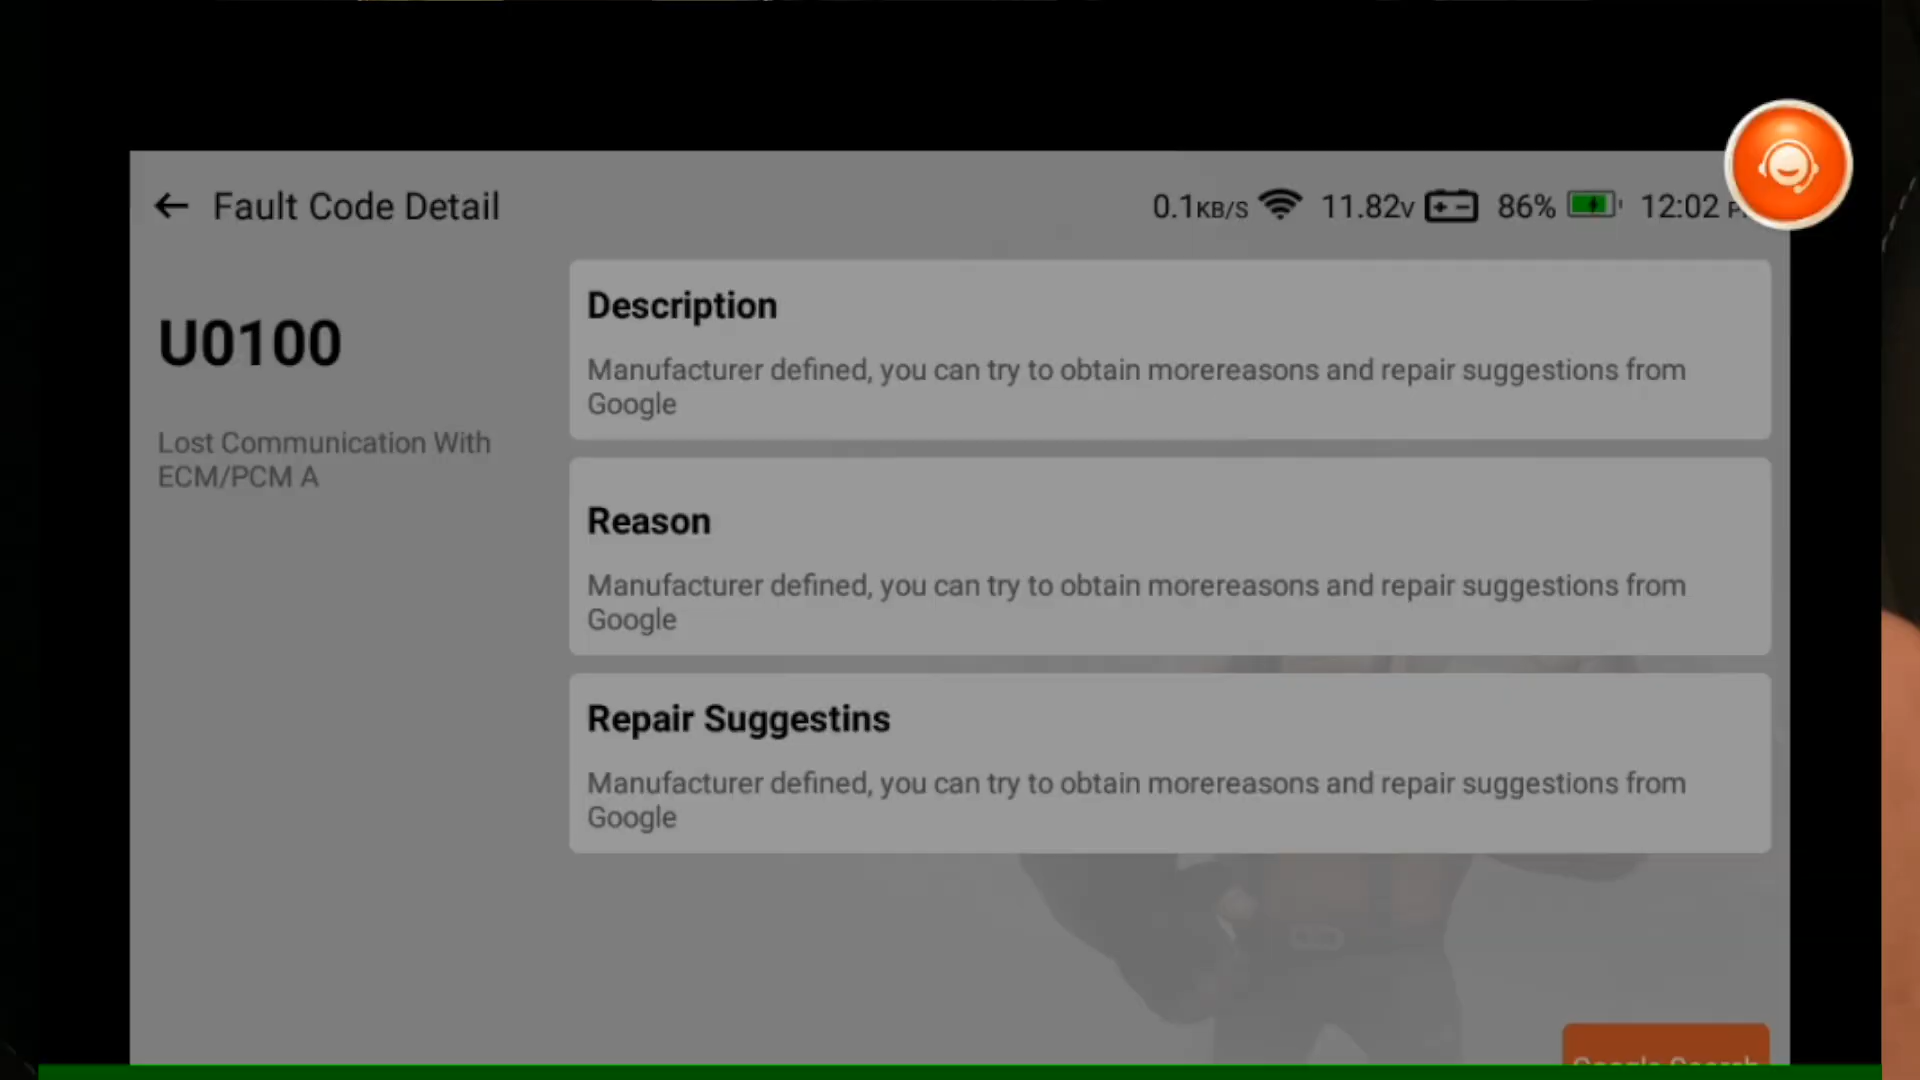 Fault Code Detail
0.1KB/S 11.82V 86% 12:02
U0100
Lost Communication With
ECM/PCM A
Description
Manufacturer defined, you can try to obtain morereasons and repair suggestions from
Google
Reason
Manufacturer defined, you can try to obtain morereasons and repair suggestions from
Google
Repair Suggestins
Manufacturer defined, you can try to obtain morereasons and repair suggestions from
Google
Google Search